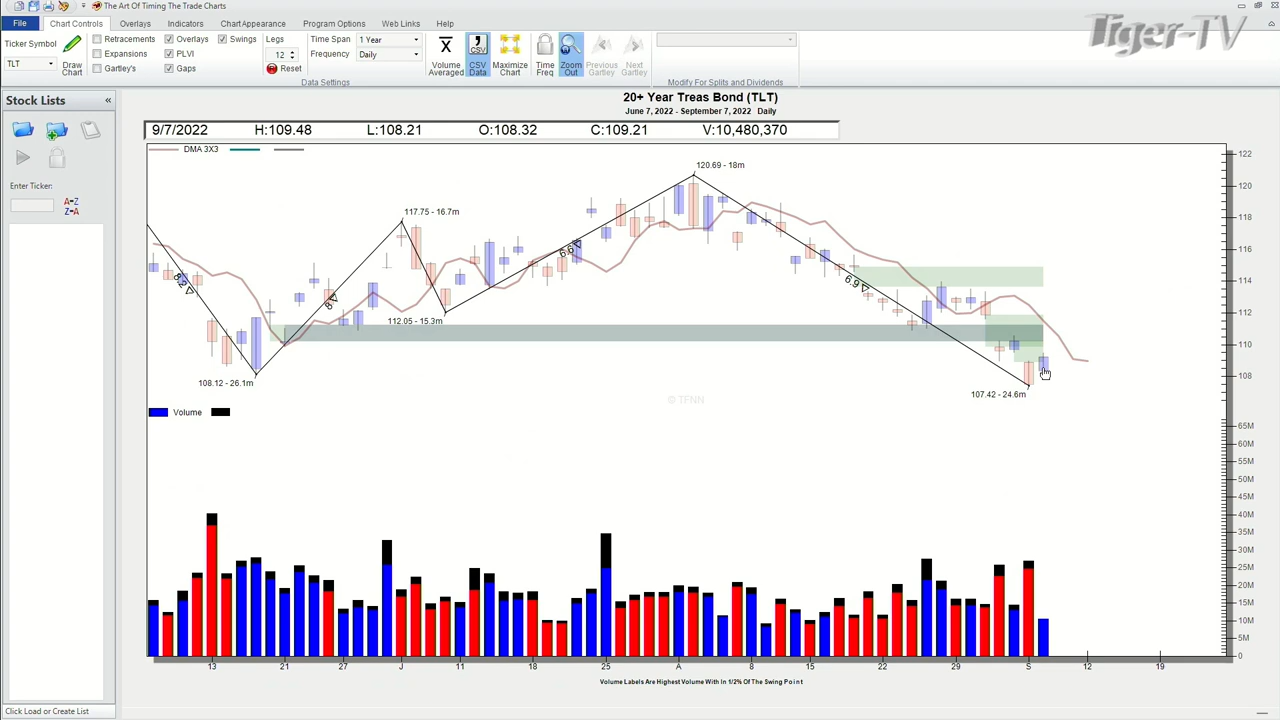 The Art Of Timing The Trade Charts
File Chart Controls Overlays Indicators Chart Appearance Program Options Web Links Help
Tiger-TV
Ticker Symbol
TLT
Draw
Chart
Retracements Overlays Swings
Expansions PLVI
Gartley's Gaps
Legs
12
Reset
Time Span 1 Year
Frequency Daily
Data Settings
Volume
Averaged
CSV
Data
Maximize
Chart
Time
Freq
Zoom
Out
Previous
Gartley
Next
Gartley
Modify For Splits and Dividends
Stock Lists «
Enter Ticker:
A-Z
Z-A
20+ Year Treas Bond (TLT)
June 7, 2022 - September 7, 2022 Daily
9/7/2022 H:109.48 L:108.21 O:108.32 C:109.21 V:10,480,370
DMA 3X3
120.69 - 18m
117.75 - 16.7m
112.05 - 15.3m
108.12 - 26.1m
107.42 - 24.6m
8
6.6
6.9
122
120
118
116
114
112
110
108
© TFNN
Volume
65M
60M
55M
50M
45M
40M
35M
30M
25M
20M
15M
10M
5M
0
13 21 27 J 11 18 25 A 8 15 22 29 S 12 19
Volume Labels Are Highest Volume With In 1/2% Of The Swing Point
Click Load or Create List